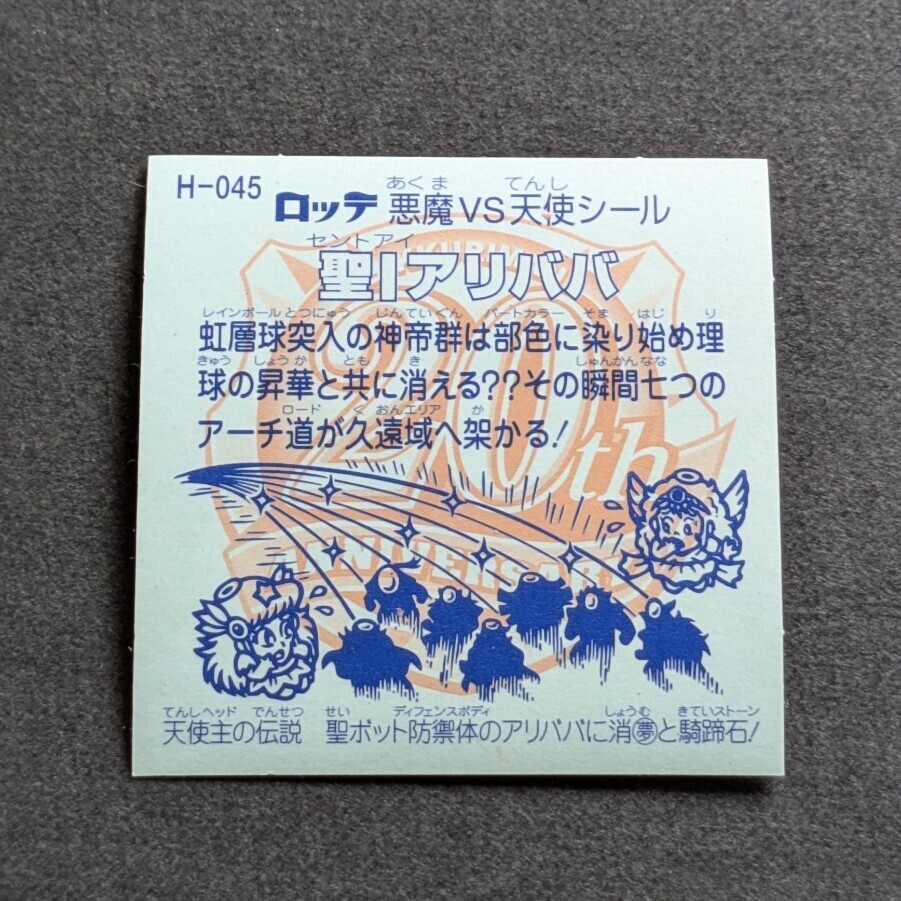 H-045
あくま てんし
ロッテ 悪魔VS天使シール
セントアイ
聖Iアリババ
レインボール とつにゅう じんていぐん パートカラー そま はじ り
虹層球突入の神帝群は部色に染り始め理
きゅう しょうか とも き しゅんかん なな
球の昇華と共に消える??その瞬間七つの
ロード く おんエリア か
アーチ道が久遠域へ架かる!
20th
ANNIVERSARY
てんしヘッド でんせつ せい ディフェンスボディ しょうむ きていストーン
天使主の伝説 聖ボット防禦体のアリババに消夢と騎蹄石!